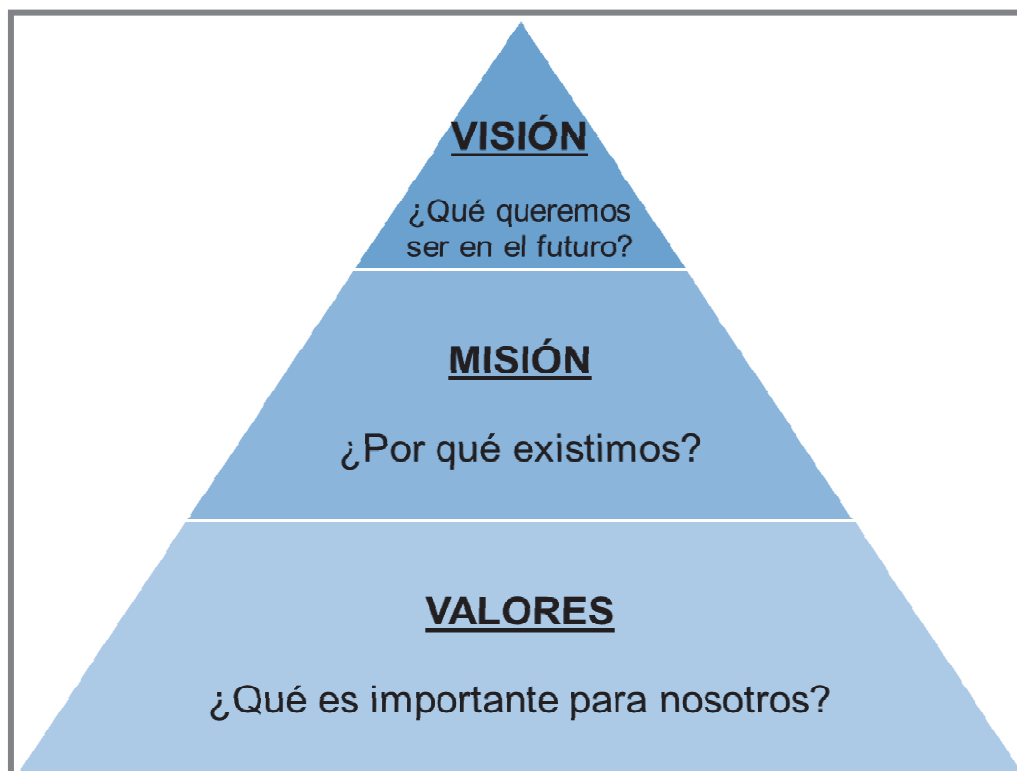 VISIÓN
¿Qué queremos
ser en el futuro?
MISIÓN
¿Por qué existimos?
VALORES
¿Qué es importante para nosotros?